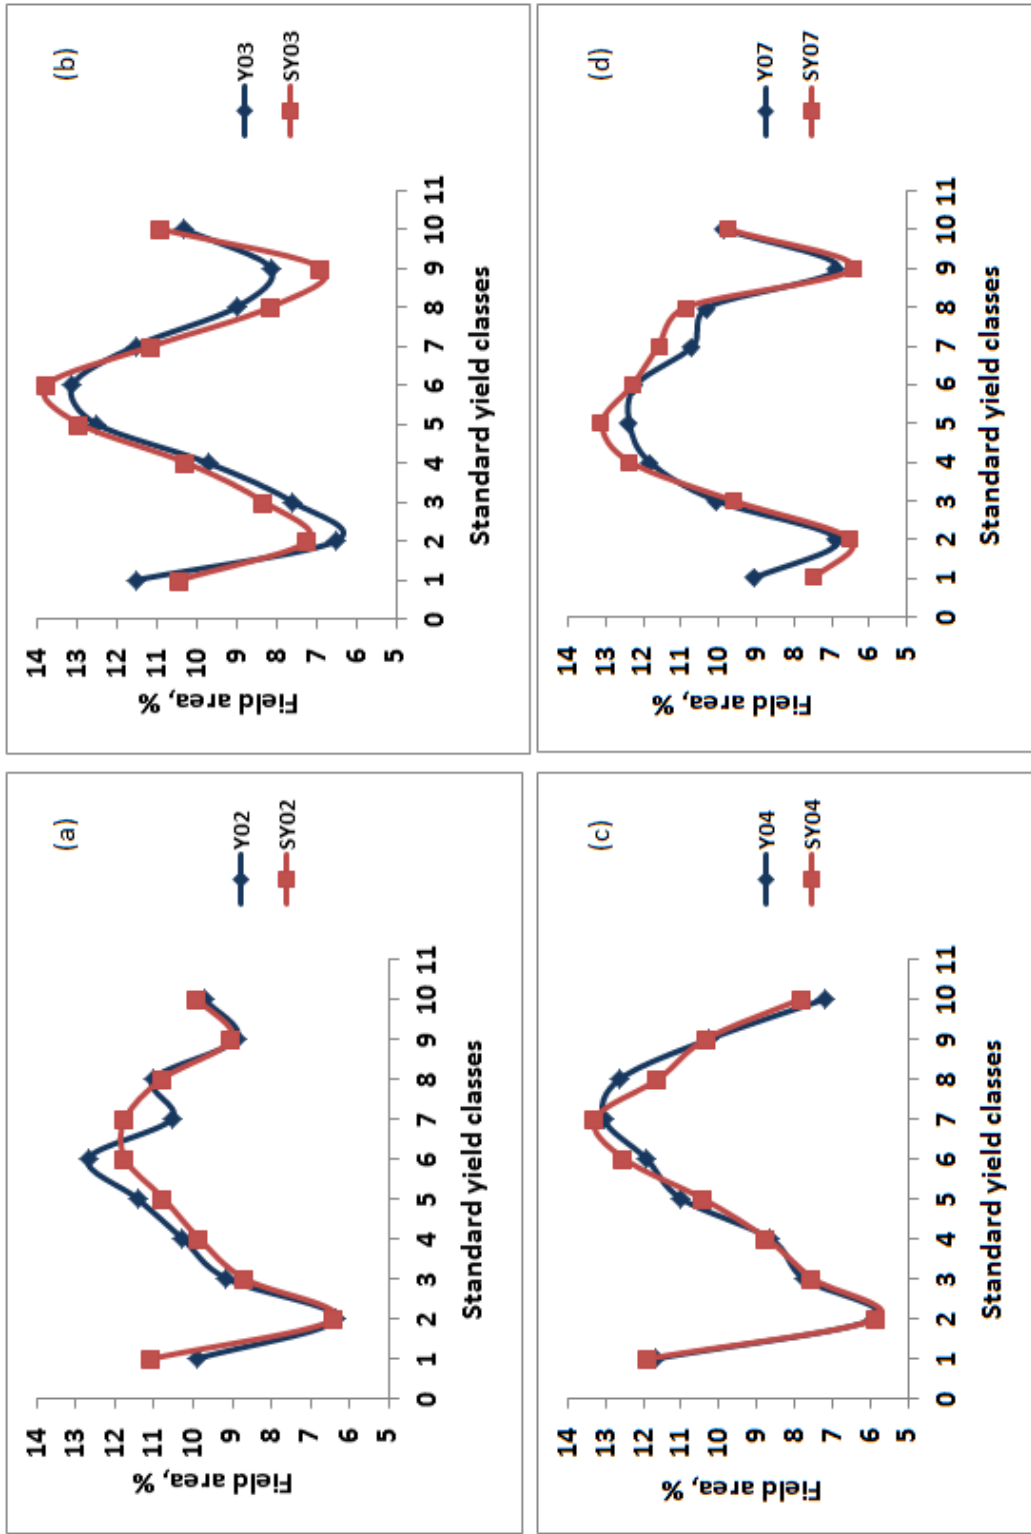 (a)
14
13
12
11
10
9
8
7
6
5
Field area, %
0 1 2 3 4 5 6 7 8 9 10 11
Standard yield classes
Y02
SY02
(b)
14
13
12
11
10
9
8
7
6
5
Field area, %
0 1 2 3 4 5 6 7 8 9 10 11
Standard yield classes
Y03
SY03
(c)
14
13
12
11
10
9
8
7
6
5
Field area, %
0 1 2 3 4 5 6 7 8 9 10 11
Standard yield classes
Y04
SY04
(d)
14
13
12
11
10
9
8
7
6
5
Field area, %
0 1 2 3 4 5 6 7 8 9 10 11
Standard yield classes
Y07
SY07